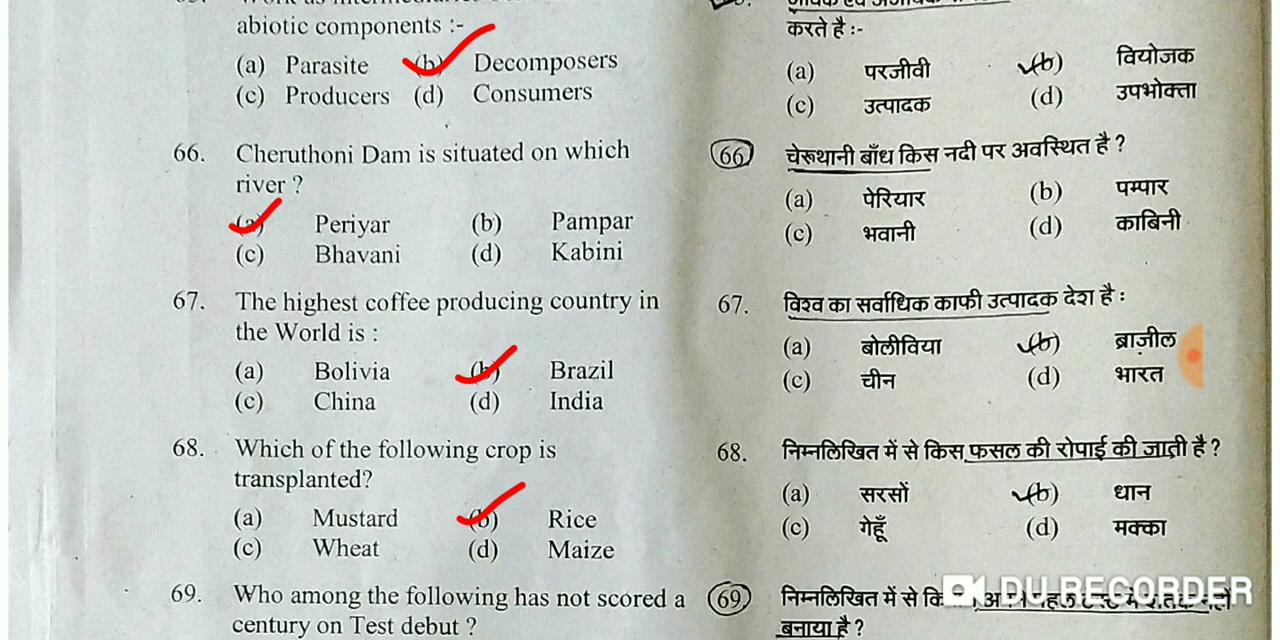 abiotic components :-
(a) Parasite (b) Decomposers
(c) Producers (d) Consumers
66. Cheruthoni Dam is situated on which
river ?
(a) Periyar (b) Pampar
(c) Bhavani (d) Kabini
67. The highest coffee producing country in
the World is :
(a) Bolivia (b) Brazil
(c) China (d) India
68. Which of the following crop is
transplanted?
(a) Mustard (b) Rice
(c) Wheat (d) Maize
69. Who among the following has not scored a
century on Test debut ?
करते है :-
(a) परजीवी (b) वियोजक
(c) उत्पादक (d) उपभोक्ता
66 चेरूथानी बाँध किस नदी पर अवस्थित है ?
(a) पेरियार (b) पम्पार
(c) भवानी (d) काबिनी
67. विश्व का सर्वाधिक काफी उत्पादक देश है :
(a) बोलीविया (b) ब्राज़ील
(c) चीन (d) भारत
68. निम्नलिखित में से किस फसल की रोपाई की जाती है ?
(a) सरसों (b) धान
(c) गेहूँ (d) मक्का
69 निम्नलिखित में से
बनाया है ?
DU RECORDER